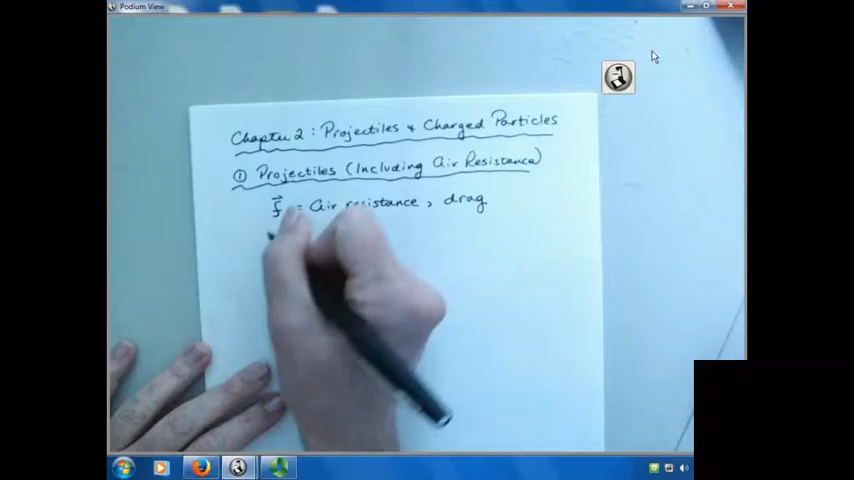 Podium View
Chapter 2 : Projectiles & Charged Particles
① Projectiles (Including Air Resistance)
f⃗ = Air resistance, drag